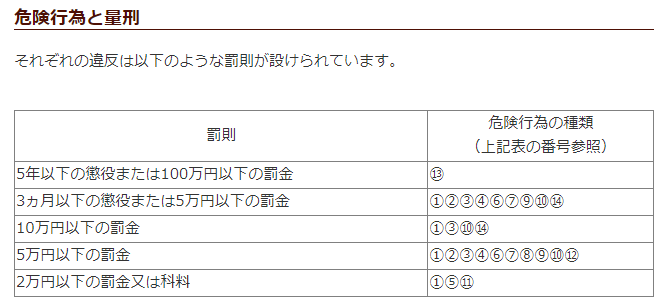 危険行為と量刑
それぞれの違反は以下のような罰則が設けられています。
罰則
危険行為の種類
（上記表の番号参照）
5年以下の懲役または100万円以下の罰金 ⑬
3ヵ月以下の懲役または5万円以下の罰金 ①②③④⑥⑦⑨⑩⑭
10万円以下の罰金 ①③⑩⑭
5万円以下の罰金 ①②③④⑥⑦⑧⑨⑩⑫
2万円以下の罰金又は科料 ①⑤⑪